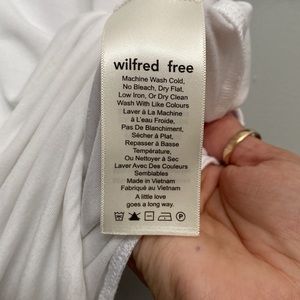 wilfred free
Machine Wash Cold,
No Bleach, Dry Flat,
Low Iron, Or Dry Clean
Wash With Like Colours
Laver À La Machine
à L'eau Froide,
Pas De Blanchiment,
Sécher à Plat,
Repasser à Basse
Température,
Ou Nettoyer à Sec
Laver Avec Des Couleurs
Semblables
Made in Vietnam
Fabriqué au Vietnam
A little love
goes a long way.
P